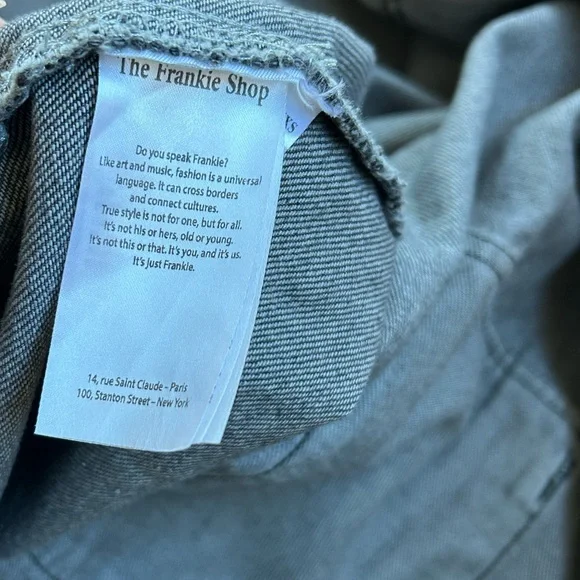 The Frankie Shop
Do you speak Frankie?
Like art and music, fashion is a universal
language. It can cross borders
and connect cultures.
True style is not for one, but for all.
It's not his or hers, old or young.
It's not this or that. It's you, and it's us.
It's Just Frankie.
14, rue Saint Claude - Paris
100, Stanton Street – New York